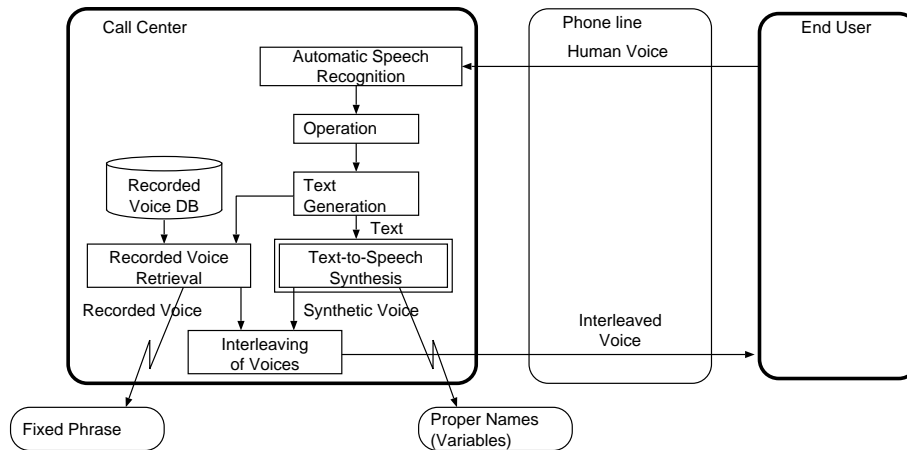 Call Center
Phone line
End User
Human Voice
Automatic Speech
Recognition
Operation
Recorded
Voice DB
Text
Generation
Text
Recorded Voice
Retrieval
Text-to-Speech
Synthesis
Recorded Voice
Synthetic Voice
Interleaving
of Voices
Interleaved
Voice
Fixed Phrase
Proper Names
(Variables)